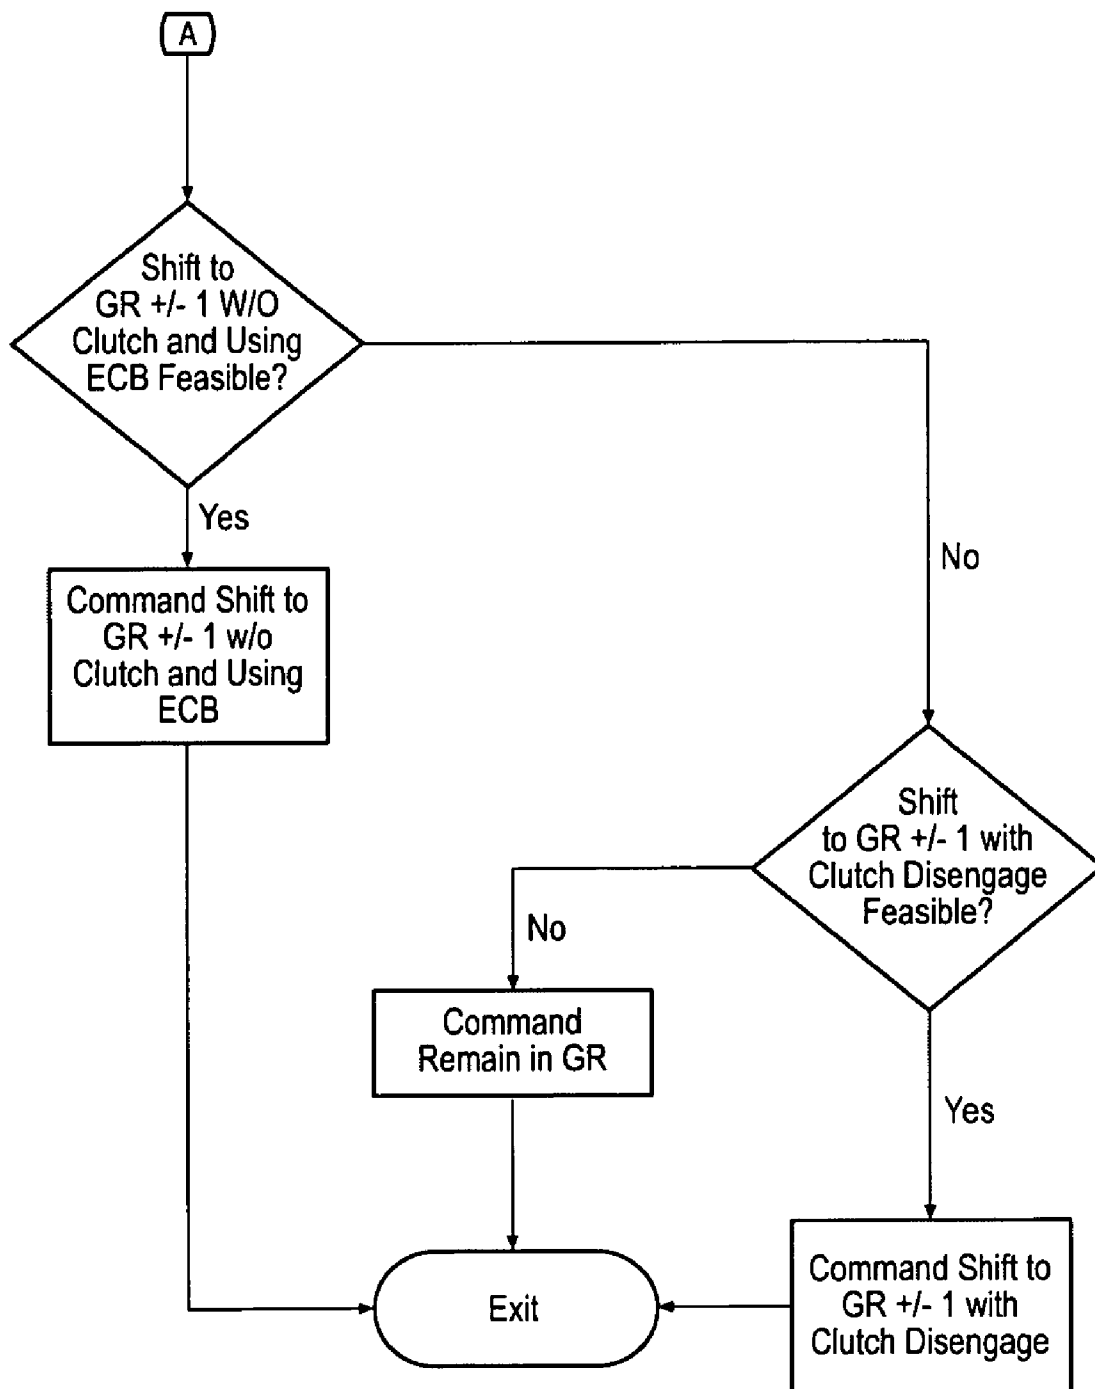 A
Shift to
GR +/- 1 W/O
Clutch and Using
ECB Feasible?
Yes
No
Command Shift to
GR +/- 1 w/o
Clutch and Using
ECB
Shift
to GR +/- 1 with
Clutch Disengage
Feasible?
No
Command
Remain in GR
Yes
Exit
Command Shift to
GR +/- 1 with
Clutch Disengage